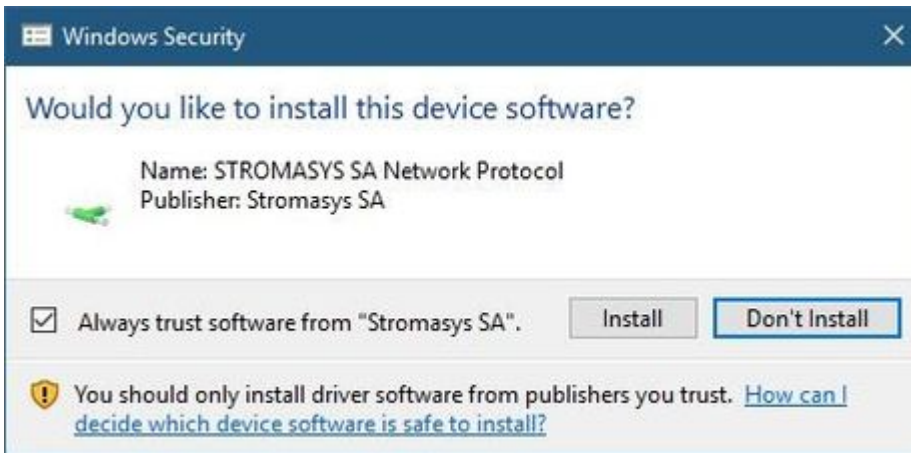 Windows Security
Would you like to install this device software?
Name: STROMASYS SA Network Protocol
Publisher: Stromasys SA
Always trust software from "Stromasys SA".
Install
Don't Install
You should only install driver software from publishers you trust. How can I
decide which device software is safe to install?